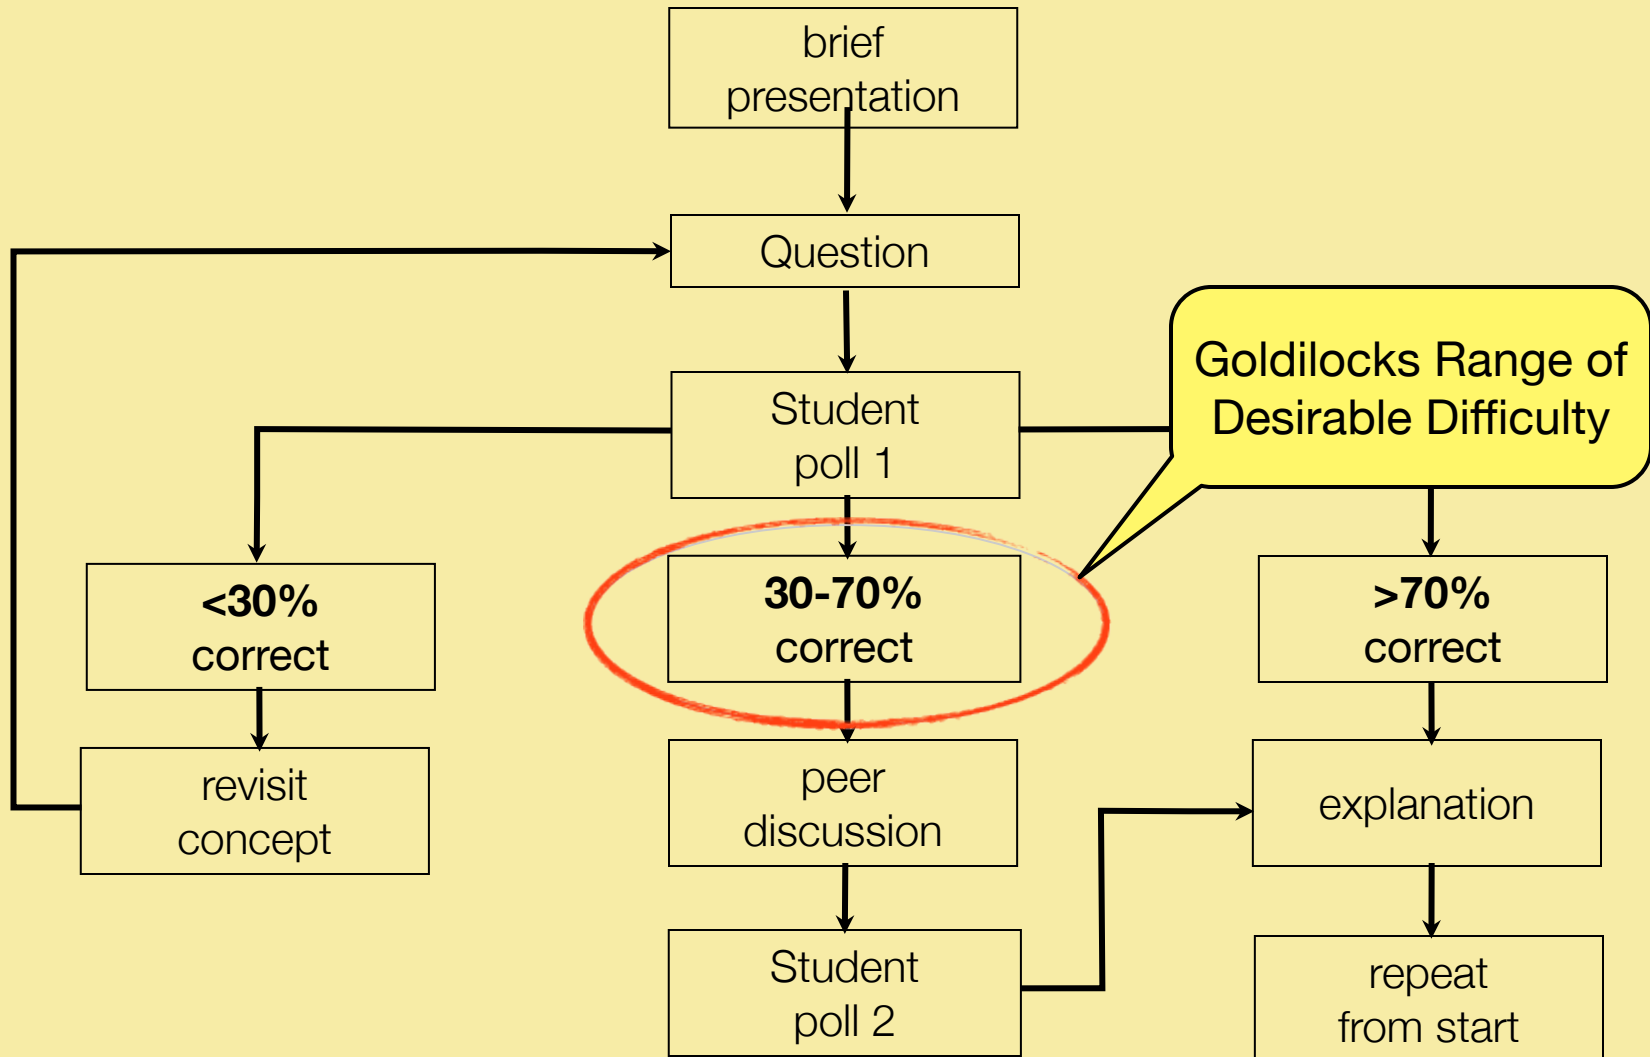 brief
presentation
Question
Goldilocks Range of
Desirable Difficulty
Student
poll 1
<30%
correct
30-70%
correct
>70%
correct
revisit
concept
peer
discussion
explanation
Student
poll 2
repeat
from start